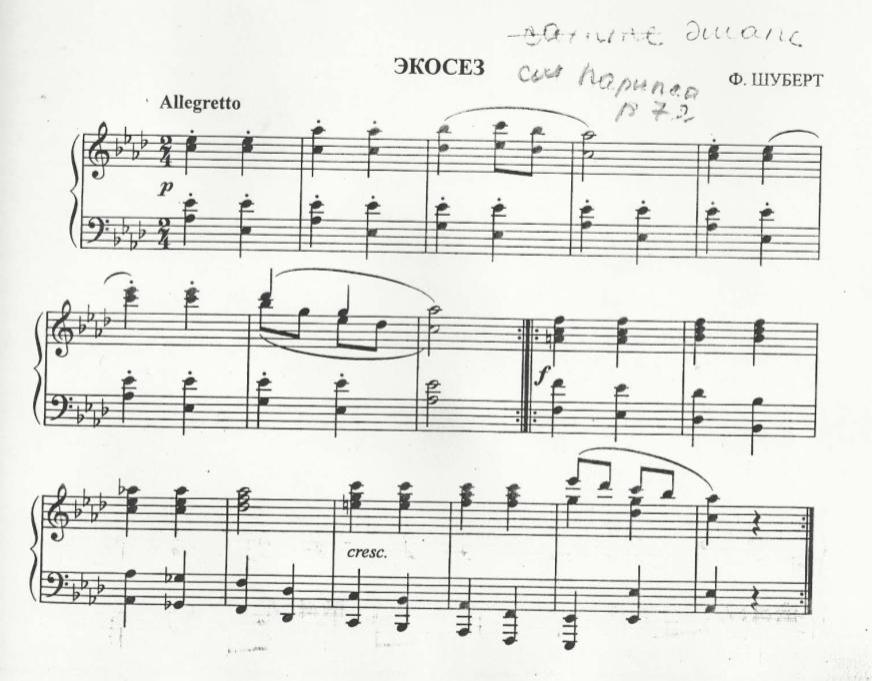 ЭКОСЕЗ
Ф. ШУБЕРТ
Allegretto
p
f
cresc.